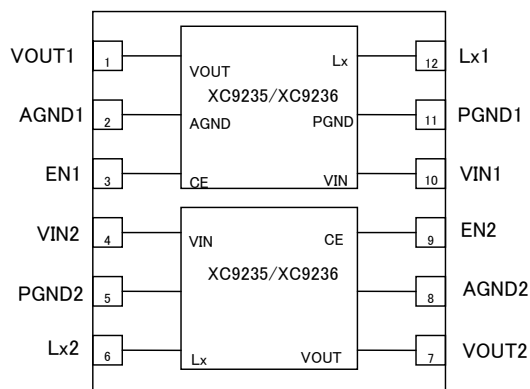 VOUT1 1 VOUT Lx 12 Lx1
XC9235/XC9236
AGND1 2 AGND PGND 11 PGND1
EN1 3 CE VIN 10 VIN1
VIN2 4 VIN CE 9 EN2
XC9235/XC9236
PGND2 5 8 AGND2
Lx2 6 Lx VOUT 7 VOUT2